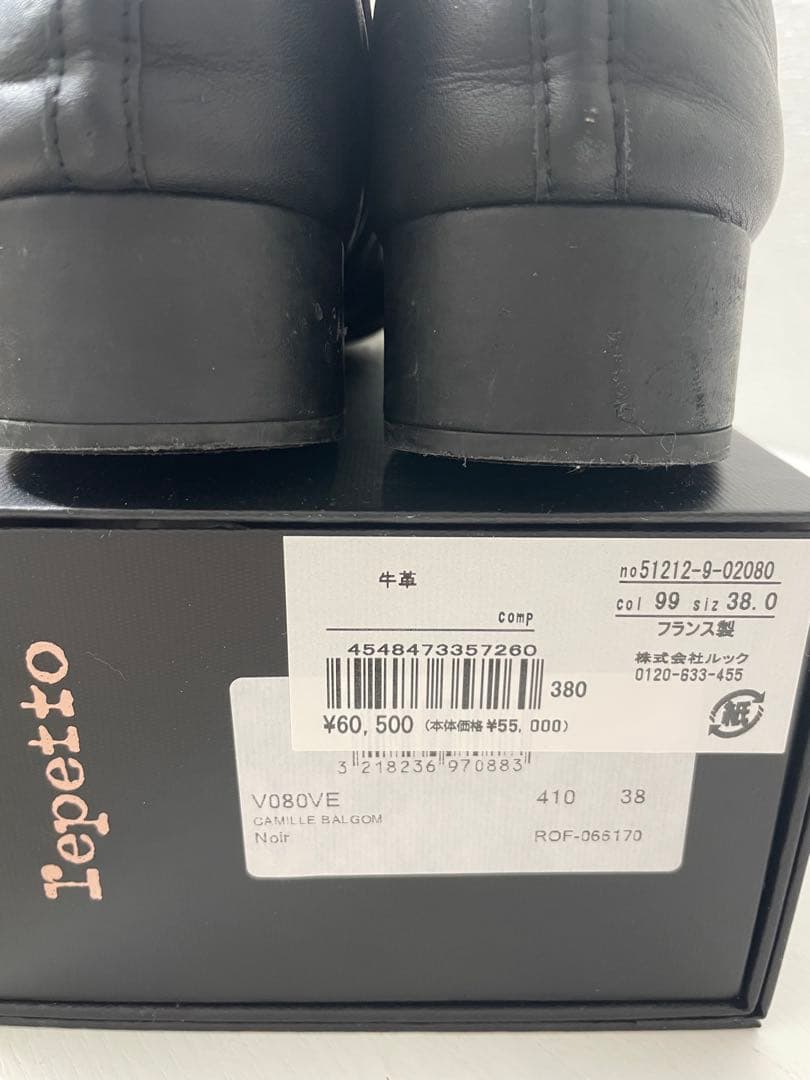 牛革
comp
4548473357260
380
¥60,500 (本体価格¥55,000)
no51212-9-02080
col 99 siz 38.0
フランス製
株式会社ルック
0120-633-455
紙
3 218236 970883
V080VE 410 38
CAMILLE BALGOM
Noir ROF-066170
repetto